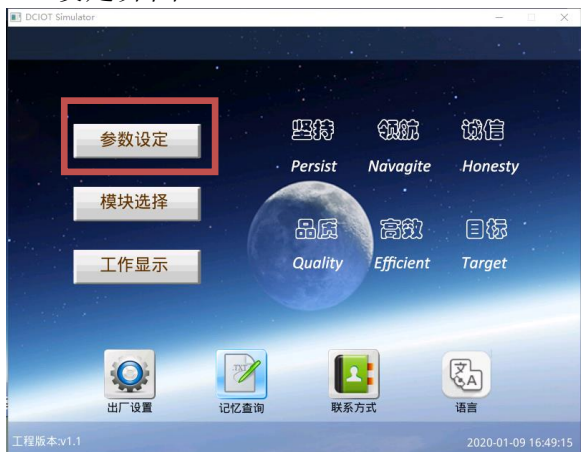 DCIOT Simulator
参数设定
模块选择
工作显示
坚持 领航 诚信
Persist Navagite Honesty
品质 高效 目标
Quality Efficient Target
TXT
文 A
出厂设置 记忆查询 联系方式 语言
工程版本:v1.1
2020-01-09 16:49:15